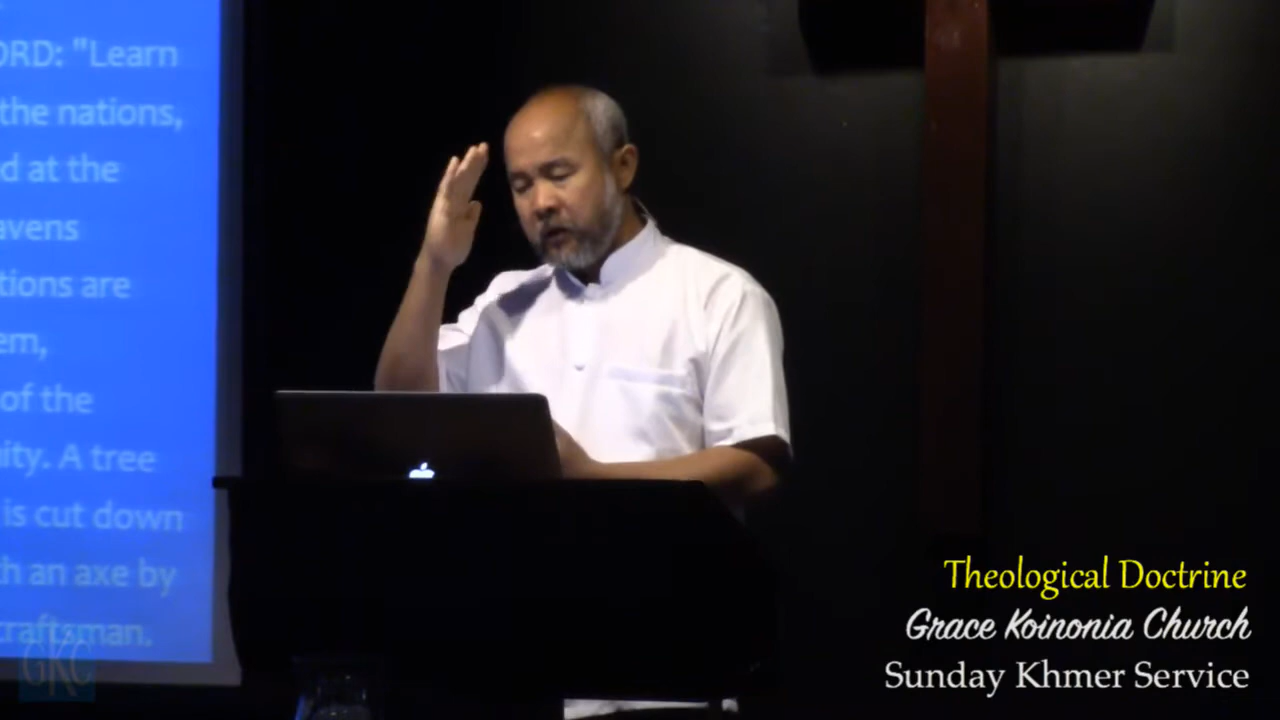 ORD: "Learn
the nations,
d at the
avens
tions are
em,
of the
nity. A tree
is cut down
h an axe by
craftsman.
GKC
Theological Doctrine
Grace Koinonia Church
Sunday Khmer Service